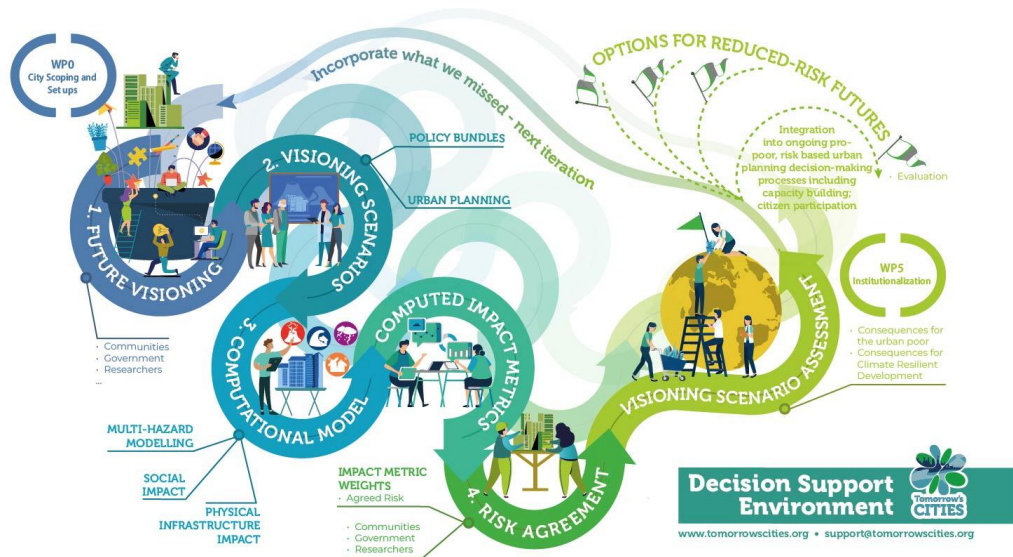 WP0
City Scoping and
Set ups
Incorporate what we missed - next iteration
OPTIONS FOR REDUCED-RISK FUTURES
Integration
into ongoing pro-
poor, risk based urban
planning decision-making
processes including
capacity building;
citizen participation
• Evaluation
1. FUTURE VISIONING
• Communities
• Government
• Researchers
...
2. VISIONING SCENARIOS
POLICY BUNDLES
URBAN PLANNING
3. COMPUTATIONAL MODEL
MULTI-HAZARD
MODELLING
SOCIAL
IMPACT
PHYSICAL
INFRASTRUCTURE
IMPACT
COMPUTED IMPACT METRICS
4. RISK AGREEMENT
IMPACT METRIC
WEIGHTS
• Agreed Risk
• Communities
• Government
• Researchers
VISIONING SCENARIO ASSESSMENT
WP5
Institutionalization
• Consequences for
the urban poor
• Consequences for
Climate Resilient
Development
Decision Support
Environment
Tomorrow's
CITIES
www.tomorrowscities.org • support@tomorrowscities.org